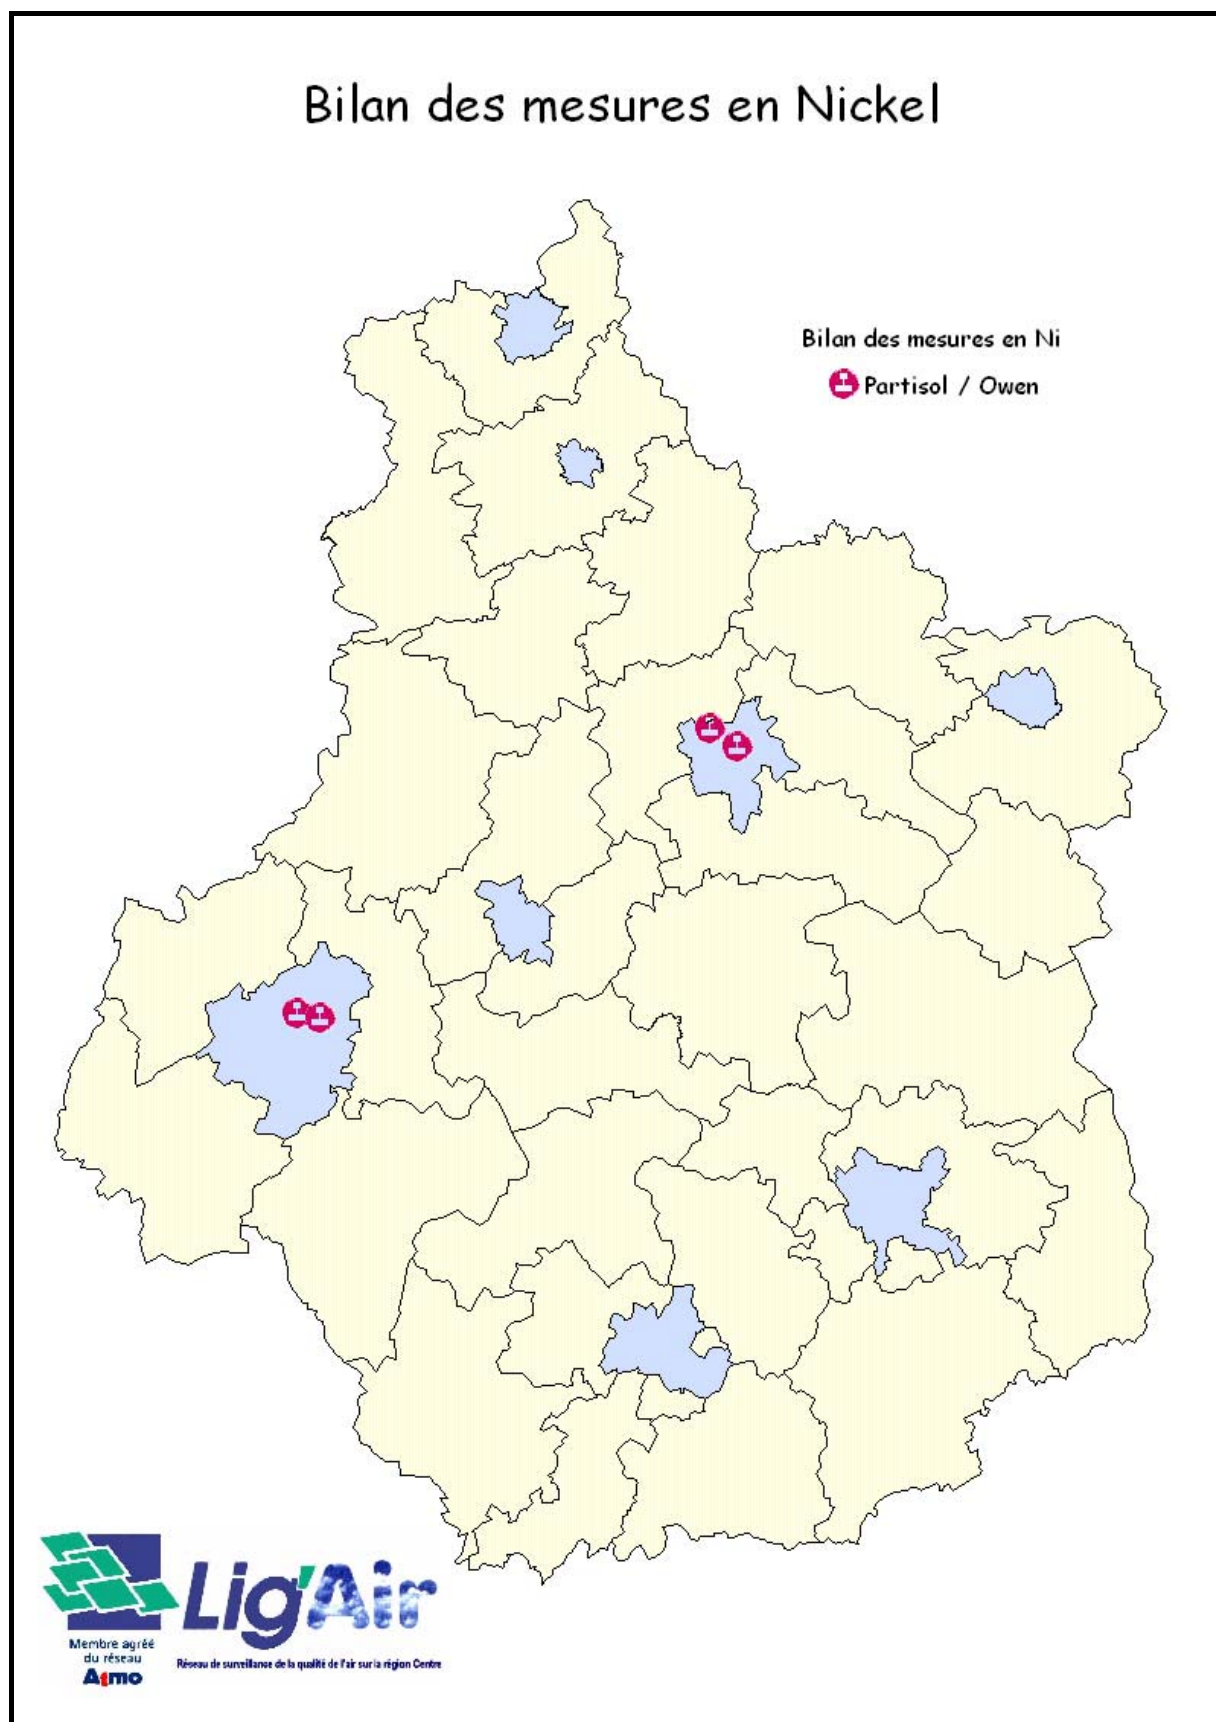 Bilan des mesures en Nickel
Bilan des mesures en Ni
Partisol / Owen
Lig'Air
Membre agréé
du réseau
Atmo
Réseau de surveillance de la qualité de l'air sur la région Centre